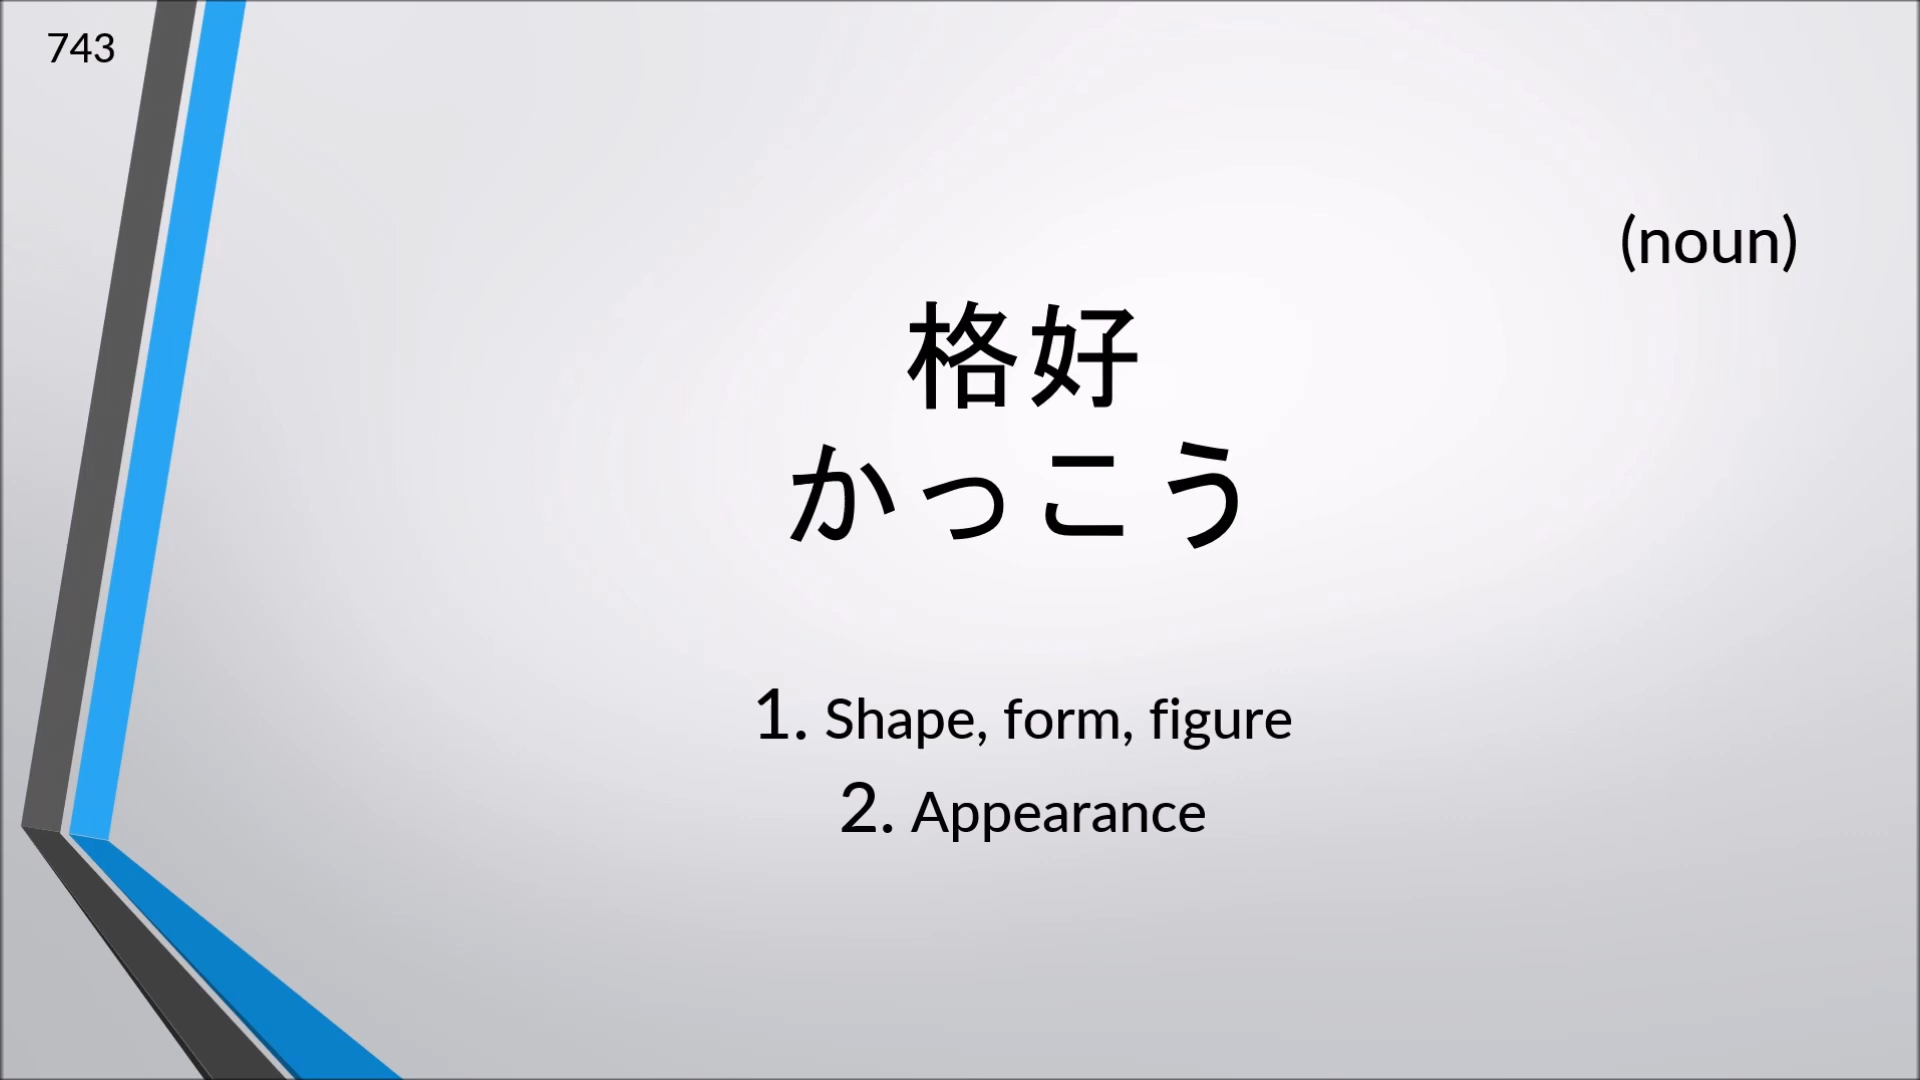 743
(noun)
格好
かっこう
1. Shape, form, figure
2. Appearance